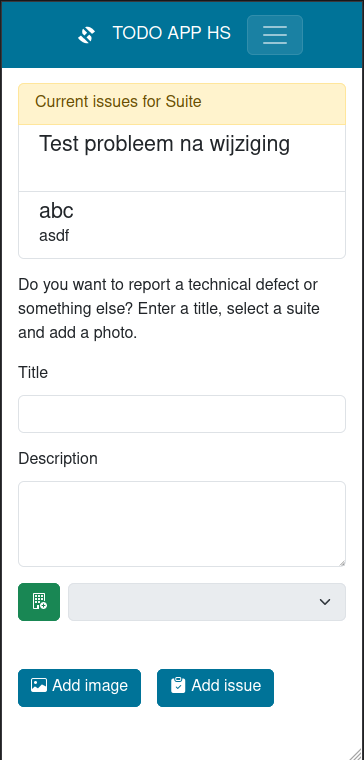 TODO APP HS
Current issues for Suite
Test probleem na wijziging
abc
asdf
Do you want to report a technical defect or
something else? Enter a title, select a suite
and add a photo.
Title
Description
Add image
Add issue